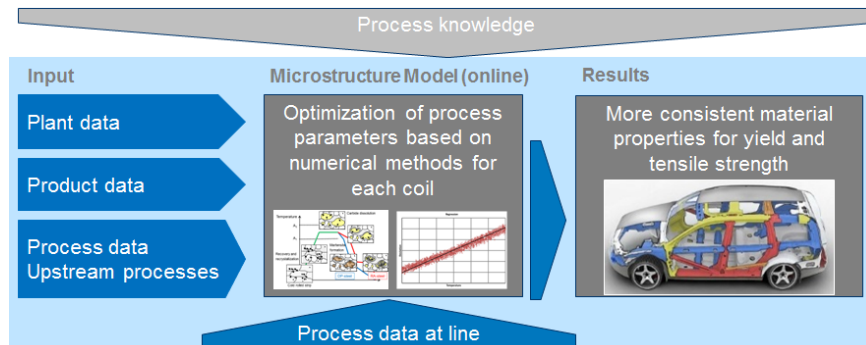 Process knowledge
Input
Microstructure Model (online)
Results
Plant data
Product data
Process data
Upstream processes
Optimization of process
parameters based on
numerical methods for
each coil
More consistent material
properties for yield and
tensile strength
Process data at line